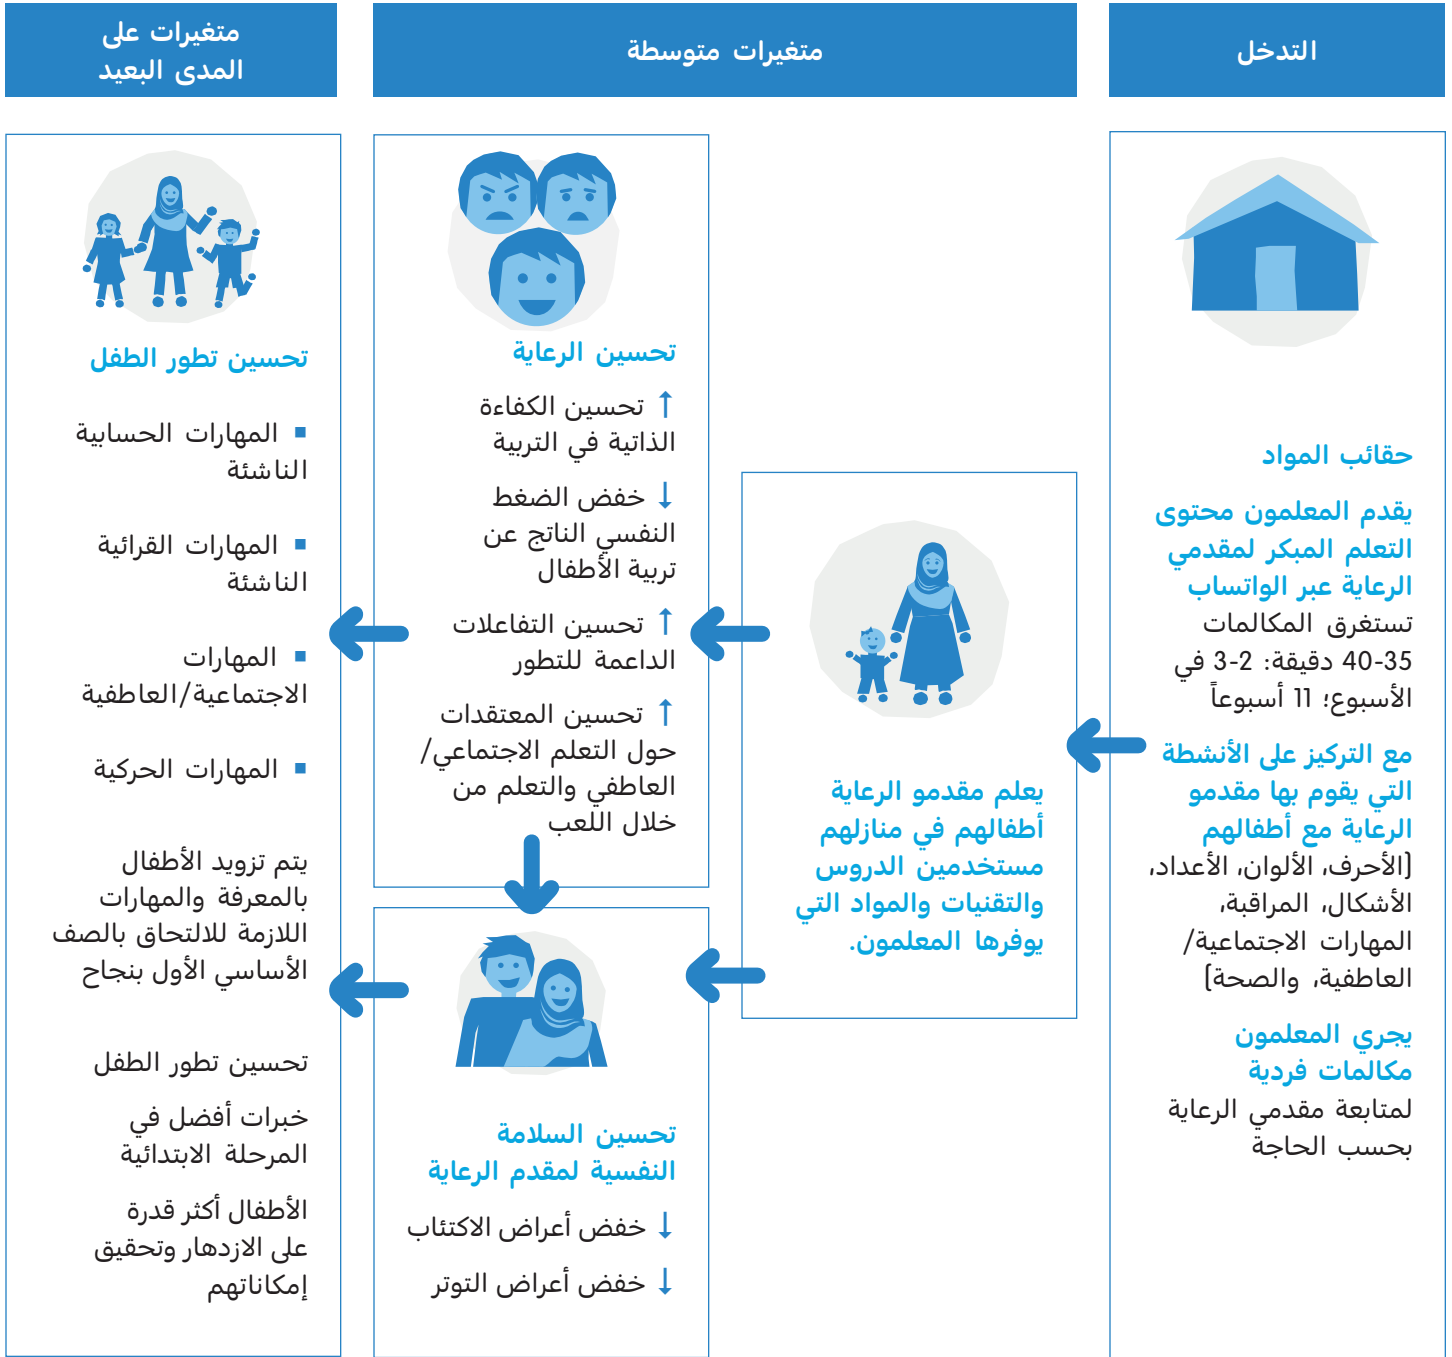 التدخل
متغيرات متوسطة
متغيرات على
المدى البعيد
حقائب المواد
يقدم المعلمون محتوى
التعلم المبكر لمقدمي
الرعاية عبر الواتساب
تستغرق المكالمات
35-40 دقيقة: 2-3 في
الأسبوع؛ 11 أسبوعاً
مع التركيز على الأنشطة
التي يقوم بها مقدمو
الرعاية مع أطفالهم
(الأحرف، الألوان، الأعداد،
الأشكال، المراقبة،
المهارات الاجتماعية/
العاطفية، والصحة)
يجري المعلمون
مكالمات فردية
لمتابعة مقدمي الرعاية
بحسب الحاجة
يعلم مقدمو الرعاية
أطفالهم في منازلهم
مستخدمين الدروس
والتقنيات والمواد التي
يوفرها المعلمون.
تحسين الرعاية
↑ تحسين الكفاءة
الذاتية في التربية
↓ خفض الضغط
النفسي الناتج عن
تربية الأطفال
↑ تحسين التفاعلات
الداعمة للتطور
↑ تحسين المعتقدات
حول التعلم الاجتماعي/
العاطفي والتعلم من
خلال اللعب
تحسين السلامة
النفسية لمقدم الرعاية
↓ خفض أعراض الاكتئاب
↓ خفض أعراض التوتر
تحسين تطور الطفل
▪ المهارات الحسابية
الناشئة
▪ المهارات القرائية
الناشئة
▪ المهارات
الاجتماعية/العاطفية
▪ المهارات الحركية
يتم تزويد الأطفال
بالمعرفة والمهارات
اللازمة للالتحاق بالصف
الأساسي الأول بنجاح
تحسين تطور الطفل
خبرات أفضل في
المرحلة الابتدائية
الأطفال أكثر قدرة
على الازدهار وتحقيق
إمكاناتهم